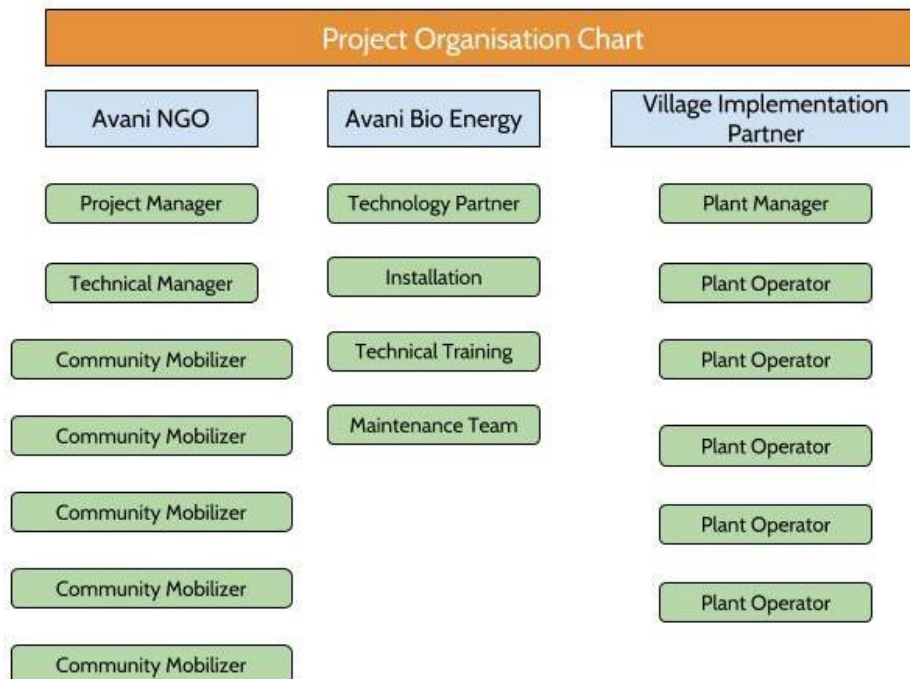 Project Organisation Chart
Avani NGO
Project Manager
Technical Manager
Community Mobilizer
Community Mobilizer
Community Mobilizer
Community Mobilizer
Community Mobilizer
Avani Bio Energy
Technology Partner
Installation
Technical Training
Maintenance Team
Village Implementation
Partner
Plant Manager
Plant Operator
Plant Operator
Plant Operator
Plant Operator
Plant Operator